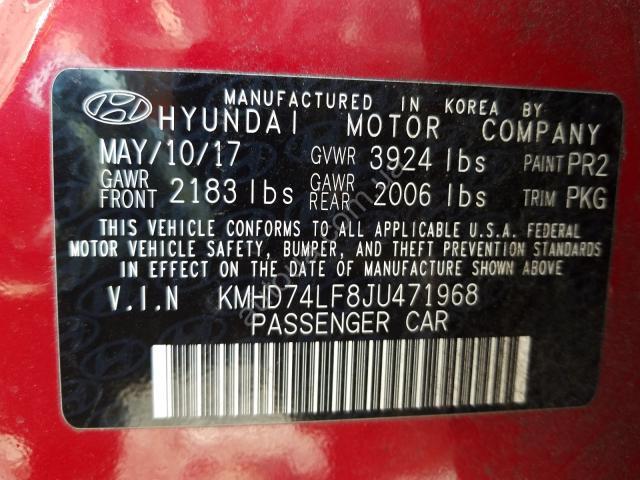 MANUFACTURED IN KOREA BY
HYUNDAI MOTOR COMPANY
MAY/10/17 GVWR 3924 lbs PAINT PR2
GAWR FRONT 2183 lbs GAWR REAR 2006 lbs TRIM PKG
THIS VEHICLE CONFORMS TO ALL APPLICABLE U.S.A. FEDERAL
MOTOR VEHICLE SAFETY, BUMPER, AND THEFT PREVENTION STANDARDS
IN EFFECT ON THE DATE OF MANUFACTURE SHOWN ABOVE.
V.I.N KMHD74LF8JU471968
PASSENGER CAR